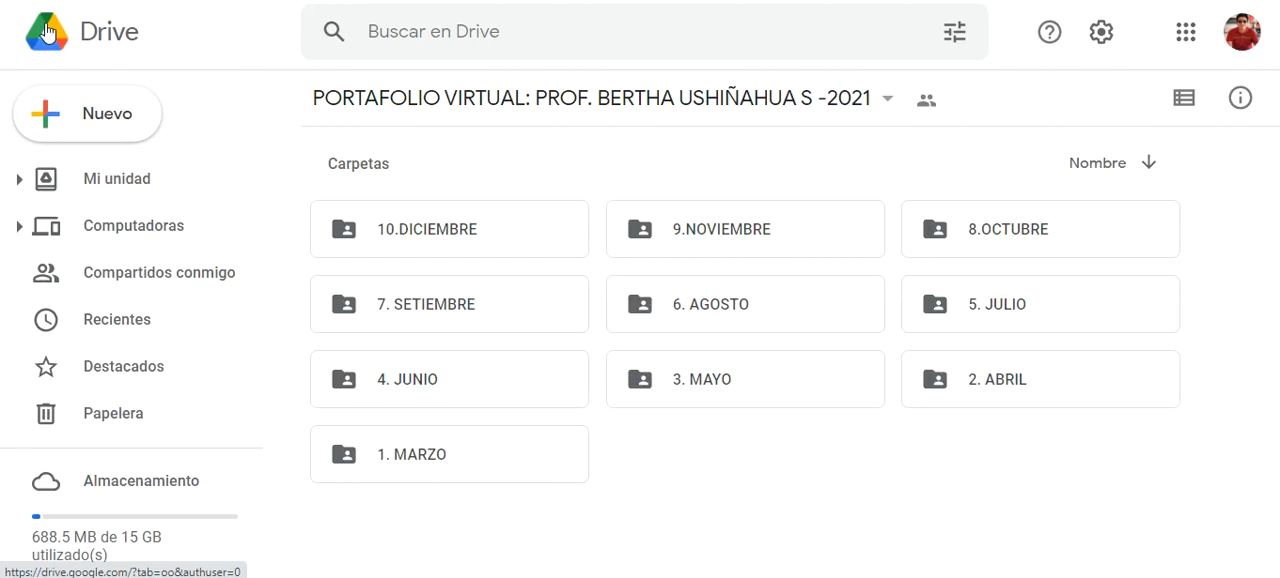 Drive
Buscar en Drive
Nuevo
PORTAFOLIO VIRTUAL: PROF. BERTHA USHIÑAHUA S -2021
Mi unidad
Computadoras
Compartidos conmigo
Recientes
Destacados
Papelera
Almacenamiento
688.5 MB de 15 GB
utilizado(s)
Carpetas
Nombre
10.DICIEMBRE
9.NOVIEMBRE
8.OCTUBRE
7. SETIEMBRE
6. AGOSTO
5. JULIO
4. JUNIO
3. MAYO
2. ABRIL
1. MARZO
https://drive.google.com/?tab=oo&authuser=0